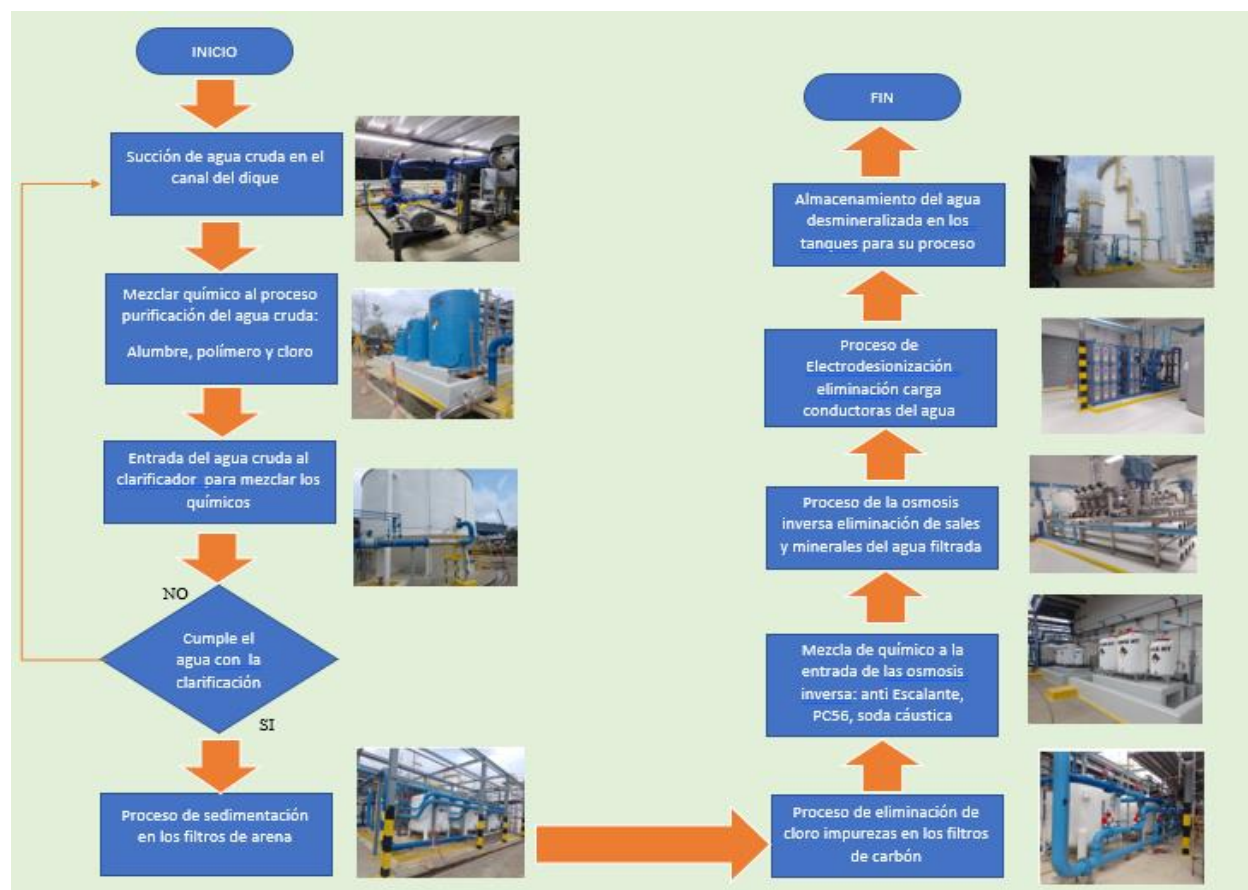 INICIO
Succión de agua cruda en el
canal del dique
Mezclar químico al proceso
purificación del agua cruda:
Alumbre, polímero y cloro
Entrada del agua cruda al
clarificador para mezclar los
químicos
NO
Cumple el
agua con la
clarificación
SI
Proceso de sedimentación
en los filtros de arena
Proceso de eliminación de
cloro impurezas en los filtros
de carbón
Mezcla de químico a la
entrada de las osmosis
inversa: anti Escalante,
PC56, soda cáustica
Proceso de la osmosis
inversa eliminación de sales
y minerales del agua filtrada
Proceso de
Electrodesionización
eliminación carga
conductoras del agua
Almacenamiento del agua
desmineralizada en los
tanques para su proceso
FIN